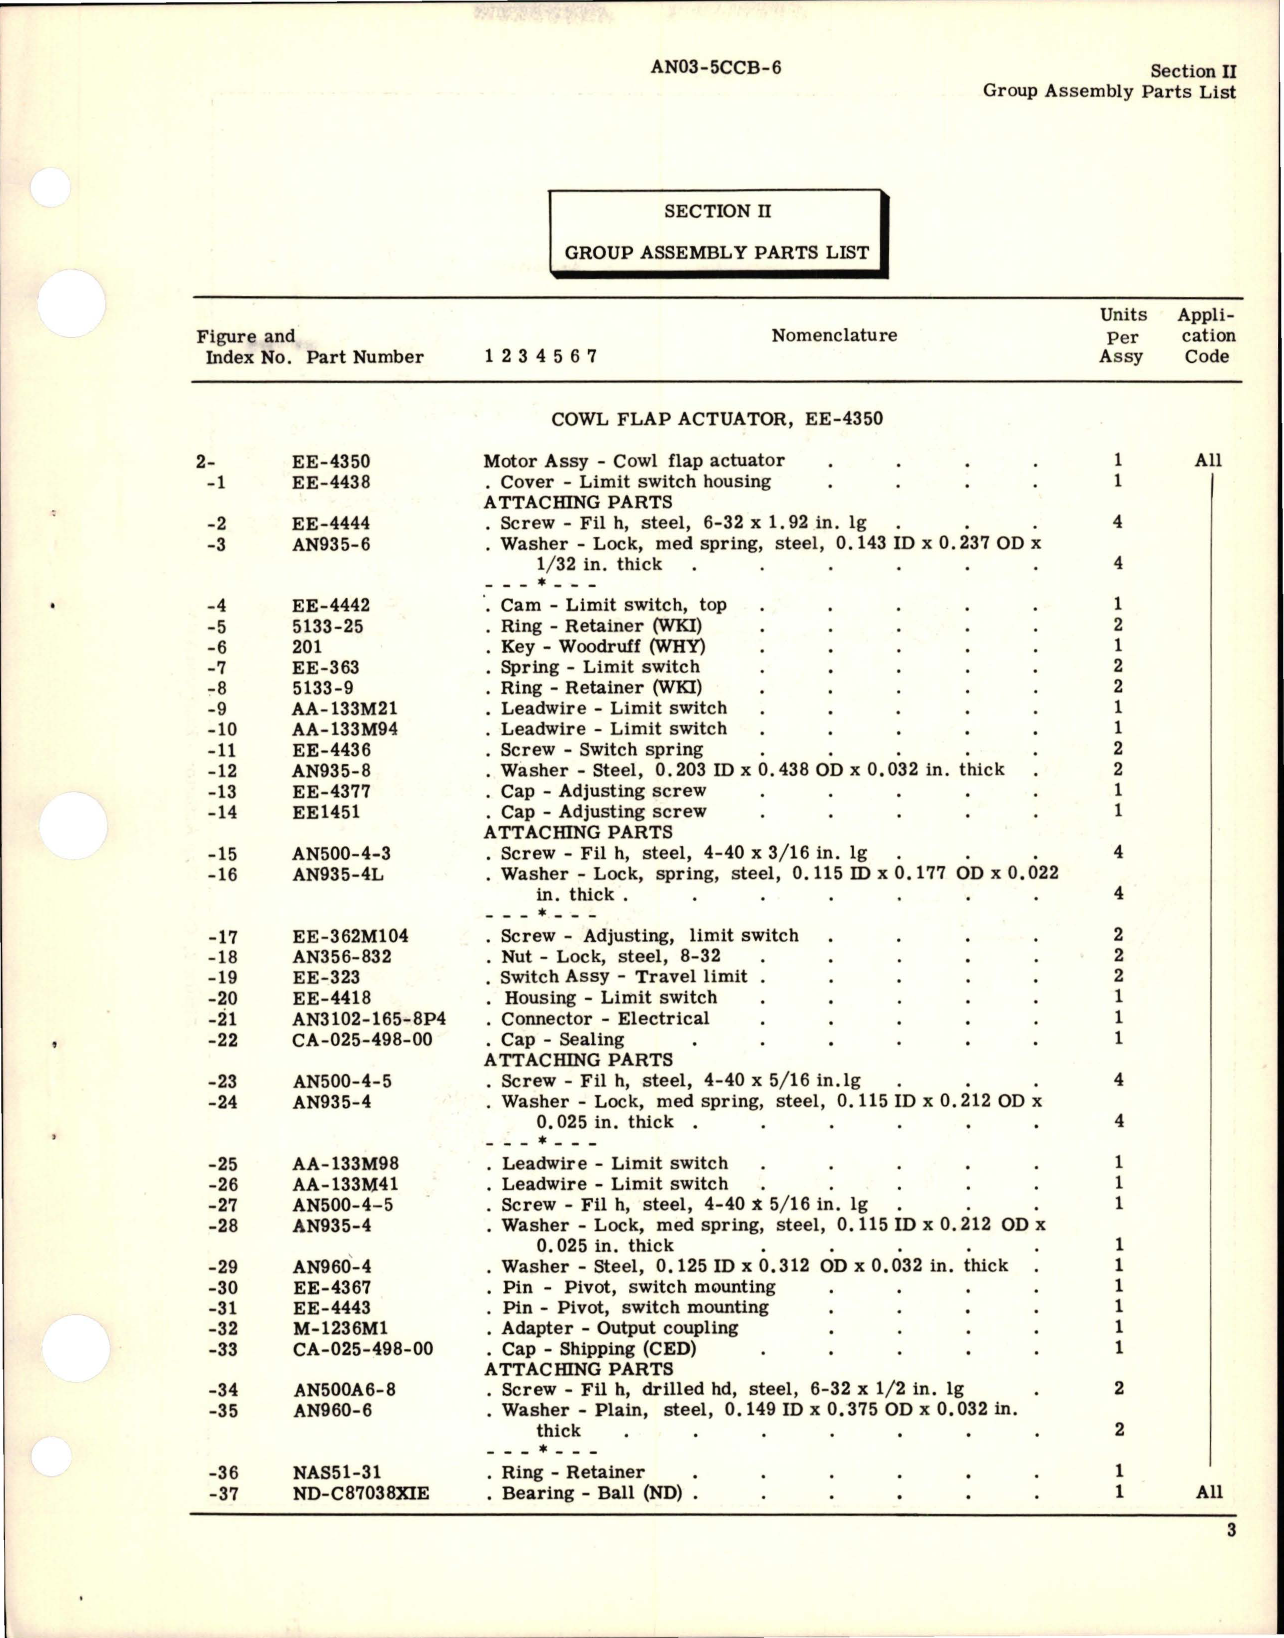 AN03-5CCB-6
Section II
Group Assembly Parts List
SECTION II
GROUP ASSEMBLY PARTS LIST
Figure and Index No. Part Number 1 2 3 4 5 6 7 Nomenclature Units Per Assy Appli-cation Code
COWL FLAP ACTUATOR, EE-4350
2- EE-4350 Motor Assy - Cowl flap actuator . . . . 1 All
-1 EE-4438 . Cover - Limit switch housing . . . . 1
ATTACHING PARTS
-2 EE-4444 . Screw - Fil h, steel, 6-32 x 1.92 in. lg . . . 4
-3 AN935-6 . Washer - Lock, med spring, steel, 0.143 ID x 0.237 OD x
1/32 in. thick . . . . . . 4
- - - * - - -
-4 EE-4442 . Cam - Limit switch, top . . . . . 1
-5 5133-25 . Ring - Retainer (WKI) . . . . . 2
-6 201 . Key - Woodruff (WHY) . . . . . 1
-7 EE-363 . Spring - Limit switch . . . . . 2
-8 5133-9 . Ring - Retainer (WKI) . . . . . 2
-9 AA-133M21 . Leadwire - Limit switch . . . . . 1
-10 AA-133M94 . Leadwire - Limit switch . . . . . 1
-11 EE-4436 . Screw - Switch spring . . . . . 2
-12 AN935-8 . Washer - Steel, 0.203 ID x 0.438 OD x 0.032 in. thick . 2
-13 EE-4377 . Cap - Adjusting screw . . . . . 1
-14 EE1451 . Cap - Adjusting screw . . . . . 1
ATTACHING PARTS
-15 AN500-4-3 . Screw - Fil h, steel, 4-40 x 3/16 in. lg . . . 4
-16 AN935-4L . Washer - Lock, spring, steel, 0.115 ID x 0.177 OD x 0.022
in. thick . . . . . . . 4
- - - * - - -
-17 EE-362M104 . Screw - Adjusting, limit switch . . . . 2
-18 AN356-832 . Nut - Lock, steel, 8-32 . . . . . 2
-19 EE-323 . Switch Assy - Travel limit . . . . . 2
-20 EE-4418 . Housing - Limit switch . . . . . 1
-21 AN3102-165-8P4 . Connector - Electrical . . . . . 1
-22 CA-025-498-00 . Cap - Sealing . . . . . . 1
ATTACHING PARTS
-23 AN500-4-5 . Screw - Fil h, steel, 4-40 x 5/16 in.lg . . . 4
-24 AN935-4 . Washer - Lock, med spring, steel, 0.115 ID x 0.212 OD x
0.025 in. thick . . . . . . 4
- - - * - - -
-25 AA-133M98 . Leadwire - Limit switch . . . . . 1
-26 AA-133M41 . Leadwire - Limit switch . . . . . 1
-27 AN500-4-5 . Screw - Fil h, steel, 4-40 x 5/16 in. lg . . . 1
-28 AN935-4 . Washer - Lock, med spring, steel, 0.115 ID x 0.212 OD x
0.025 in. thick . . . . . 1
-29 AN960-4 . Washer - Steel, 0.125 ID x 0.312 OD x 0.032 in. thick . 1
-30 EE-4367 . Pin - Pivot, switch mounting . . . . 1
-31 EE-4443 . Pin - Pivot, switch mounting . . . . 1
-32 M-1236M1 . Adapter - Output coupling . . . . 1
-33 CA-025-498-00 . Cap - Shipping (CED) . . . . . 1
ATTACHING PARTS
-34 AN500A6-8 . Screw - Fil h, drilled hd, steel, 6-32 x 1/2 in. lg . 2
-35 AN960-6 . Washer - Plain, steel, 0.149 ID x 0.375 OD x 0.032 in.
thick . . . . . . . 2
- - - * - - -
-36 NAS51-31 . Ring - Retainer . . . . . . 1
-37 ND-C87038XIE . Bearing - Ball (ND) . . . . . . 1 All
3